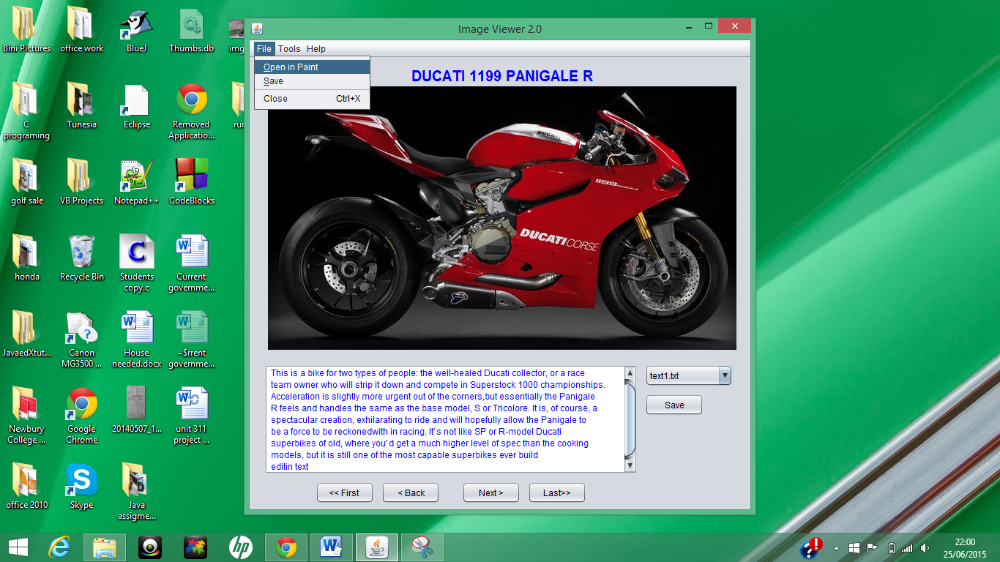 Bini Pictures
office work
BlueJ
Thumbs.db
img
C
programing
Tunesia
Eclipse
Removed
Applicatio...
rur
golf sale
VB Projects
Notepad++
CodeBlocks
honda
Recycle Bin
C
Students
copy.c
Current
governme...
JavaedXtut...
Canon
MG3500 ...
House
needed.docx
~$rrent
governme...
Newbury
College ...
Google
Chrome
20140507_1...
unit 311
project ...
office 2010
Skype
Java
assigme...
Image Viewer 2.0
File Tools Help
Open in Paint
Save
Close Ctrl+X
DUCATI 1199 PANIGALE R
DUCATI
1199 PANIGALE
DUCATI CORSE
This is a bike for two types of people: the well-healed Ducati collector, or a race
team owner who will strip it down and compete in Superstock 1000 championships.
Acceleration is slightly more urgent out of the corners,but essentially the Panigale
R feels and handles the same as the base model, S or Tricolore. It is, of course, a
spectacular creation, exhilarating to ride and will hopefully allow the Panigale to
be a force to be reckonedwith in racing. It's not like SP or R-model Ducati
superbikes of old, where you'd get a much higher level of spec than the cooking
models, but it is still one of the most capable superbikes ever build
editin text
text1.txt
Save
<< First
< Back
Next >
Last>>
hp
22:00
25/06/2015